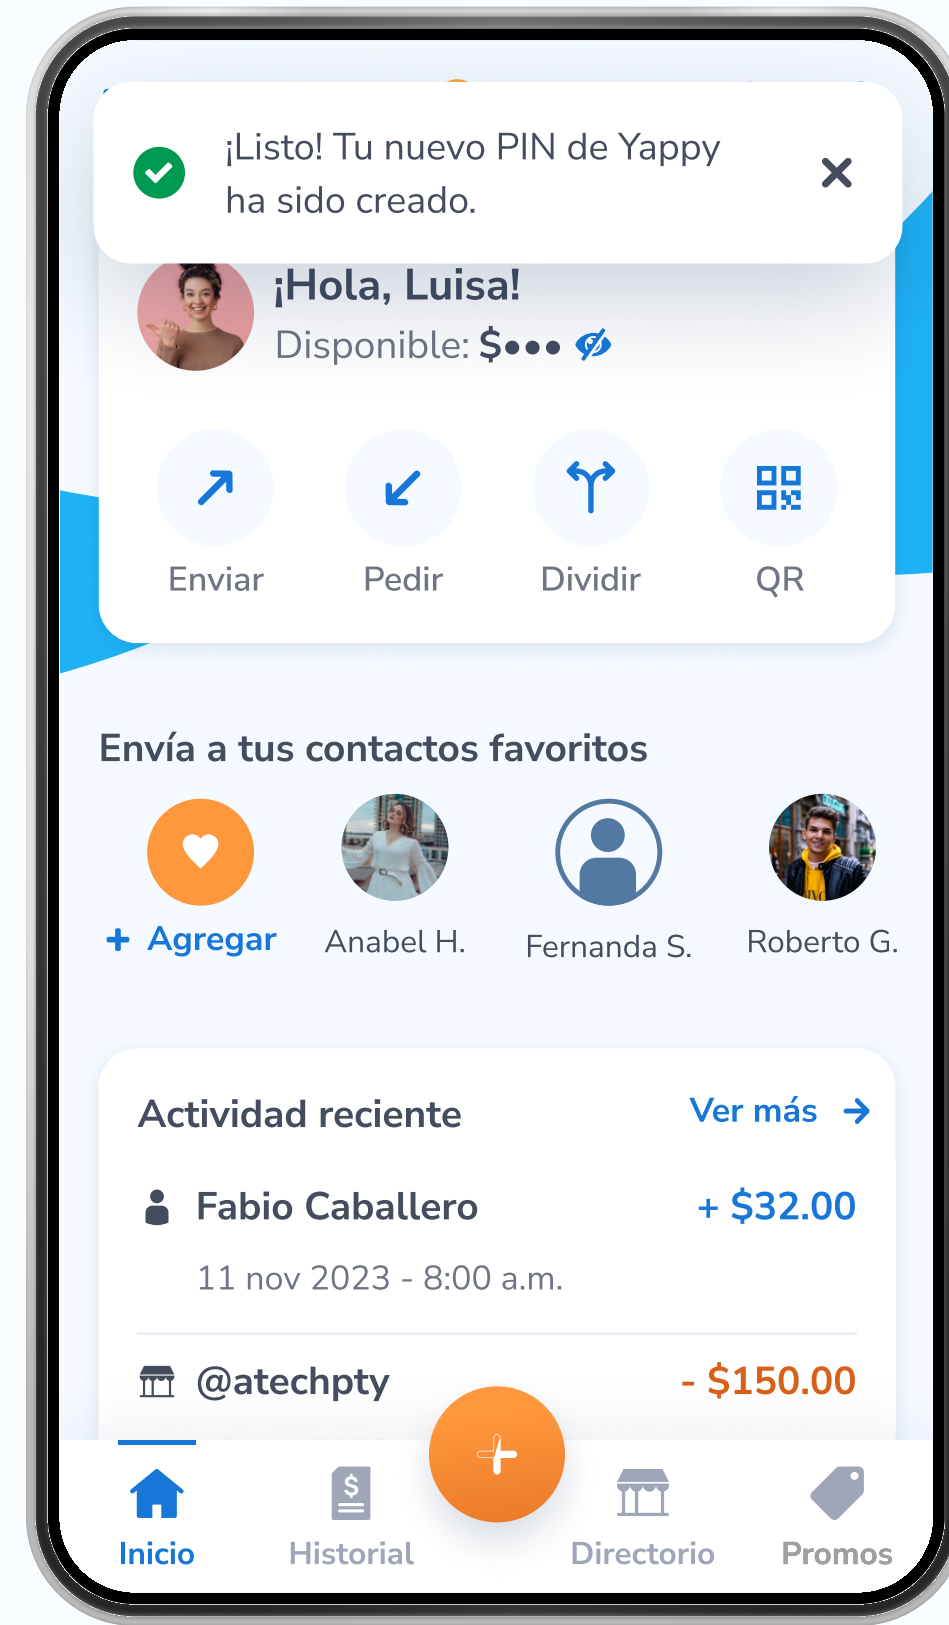 ¡Listo! Tu nuevo PIN de Yappy
ha sido creado.
¡Hola, Luisa!
Disponible: $•••
Enviar
Pedir
Dividir
QR
Envía a tus contactos favoritos
+ Agregar
Anabel H.
Fernanda S.
Roberto G.
Actividad reciente
Ver más →
Fabio Caballero
+ $32.00
11 nov 2023 - 8:00 a.m.
@atechpty
- $150.00
Inicio
Historial
Directorio
Promos